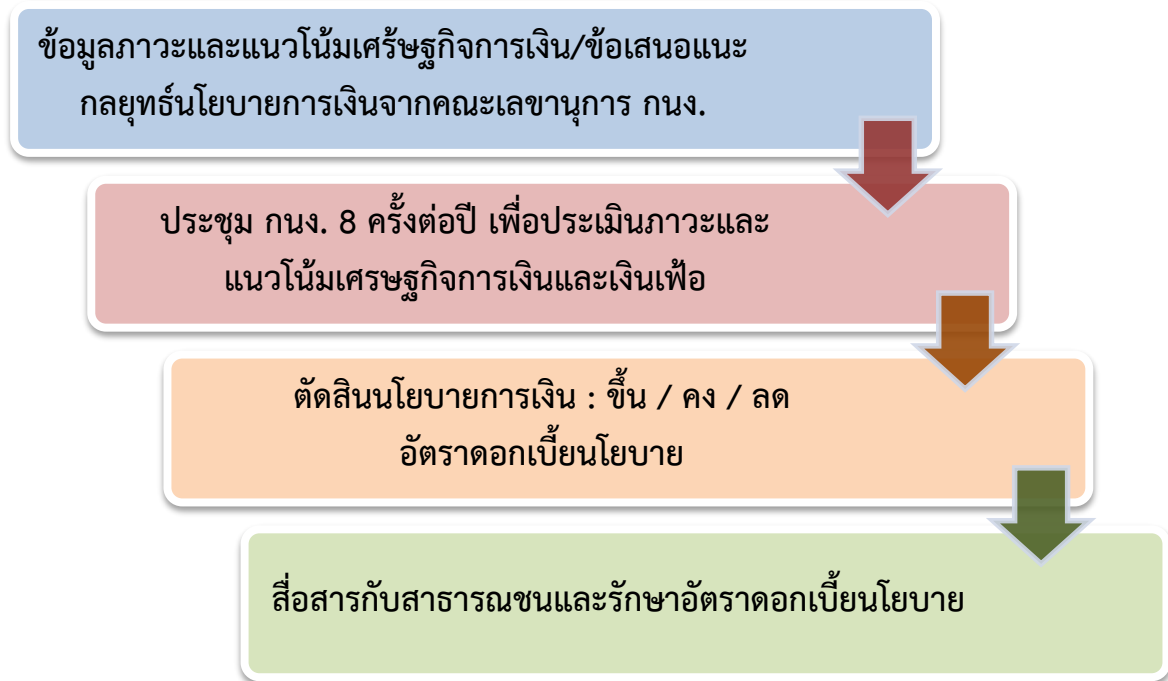 ข้อมูลภาวะและแนวโน้มเศร้ษฐกิจการเงิน/ข้อเสนอแนะ
กลยุทธ์นโยบายการเงินจากคณะเลขานุการ กนง.
ประชุม กนง. 8 ครั้งต่อปี เพื่อประเมินภาวะและ
แนวโน้มเศรษฐกิจการเงินและเงินเฟ้อ
ตัดสินนโยบายการเงิน : ขึ้น / คง / ลด
อัตราดอกเบี้ยนโยบาย
สื่อสารกับสาธารณชนและรักษาอัตราดอกเบี้ยนโยบาย